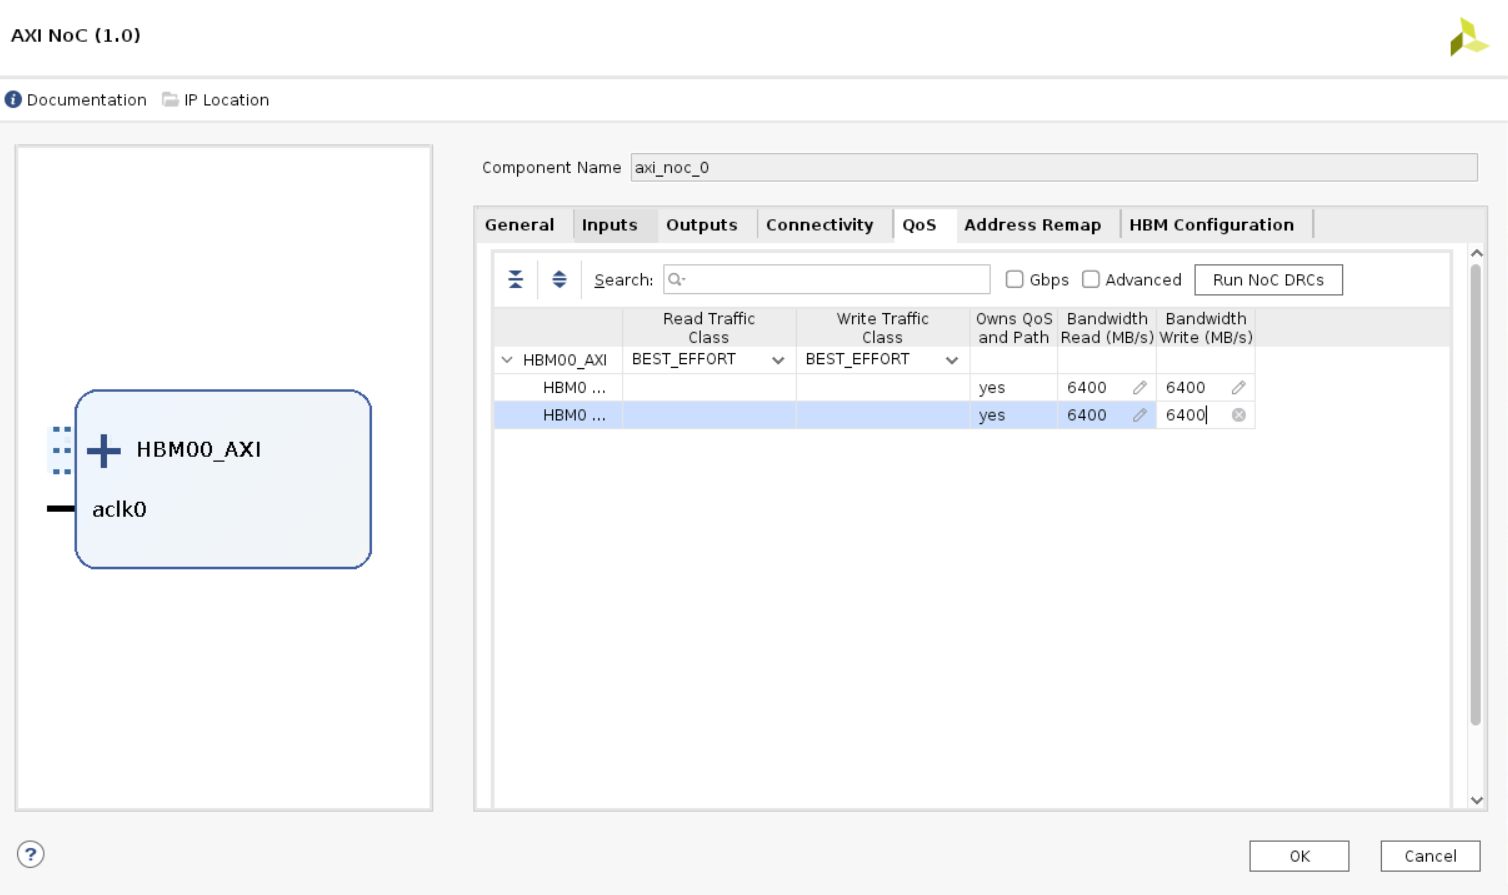 AXI NoC (1.0)
Documentation IP Location
Component Name axi_noc_0
General Inputs Outputs Connectivity QoS Address Remap HBM Configuration
Search: Gbps Advanced Run NoC DRCs
Read Traffic Class Write Traffic Class Owns QoS and Path Bandwidth Read (MB/s) Bandwidth Write (MB/s)
HBM00_AXI BEST_EFFORT BEST_EFFORT
HBM0 ... yes 6400 6400
HBM0 ... yes 6400 6400
HBM00_AXI
aclk0
? OK Cancel